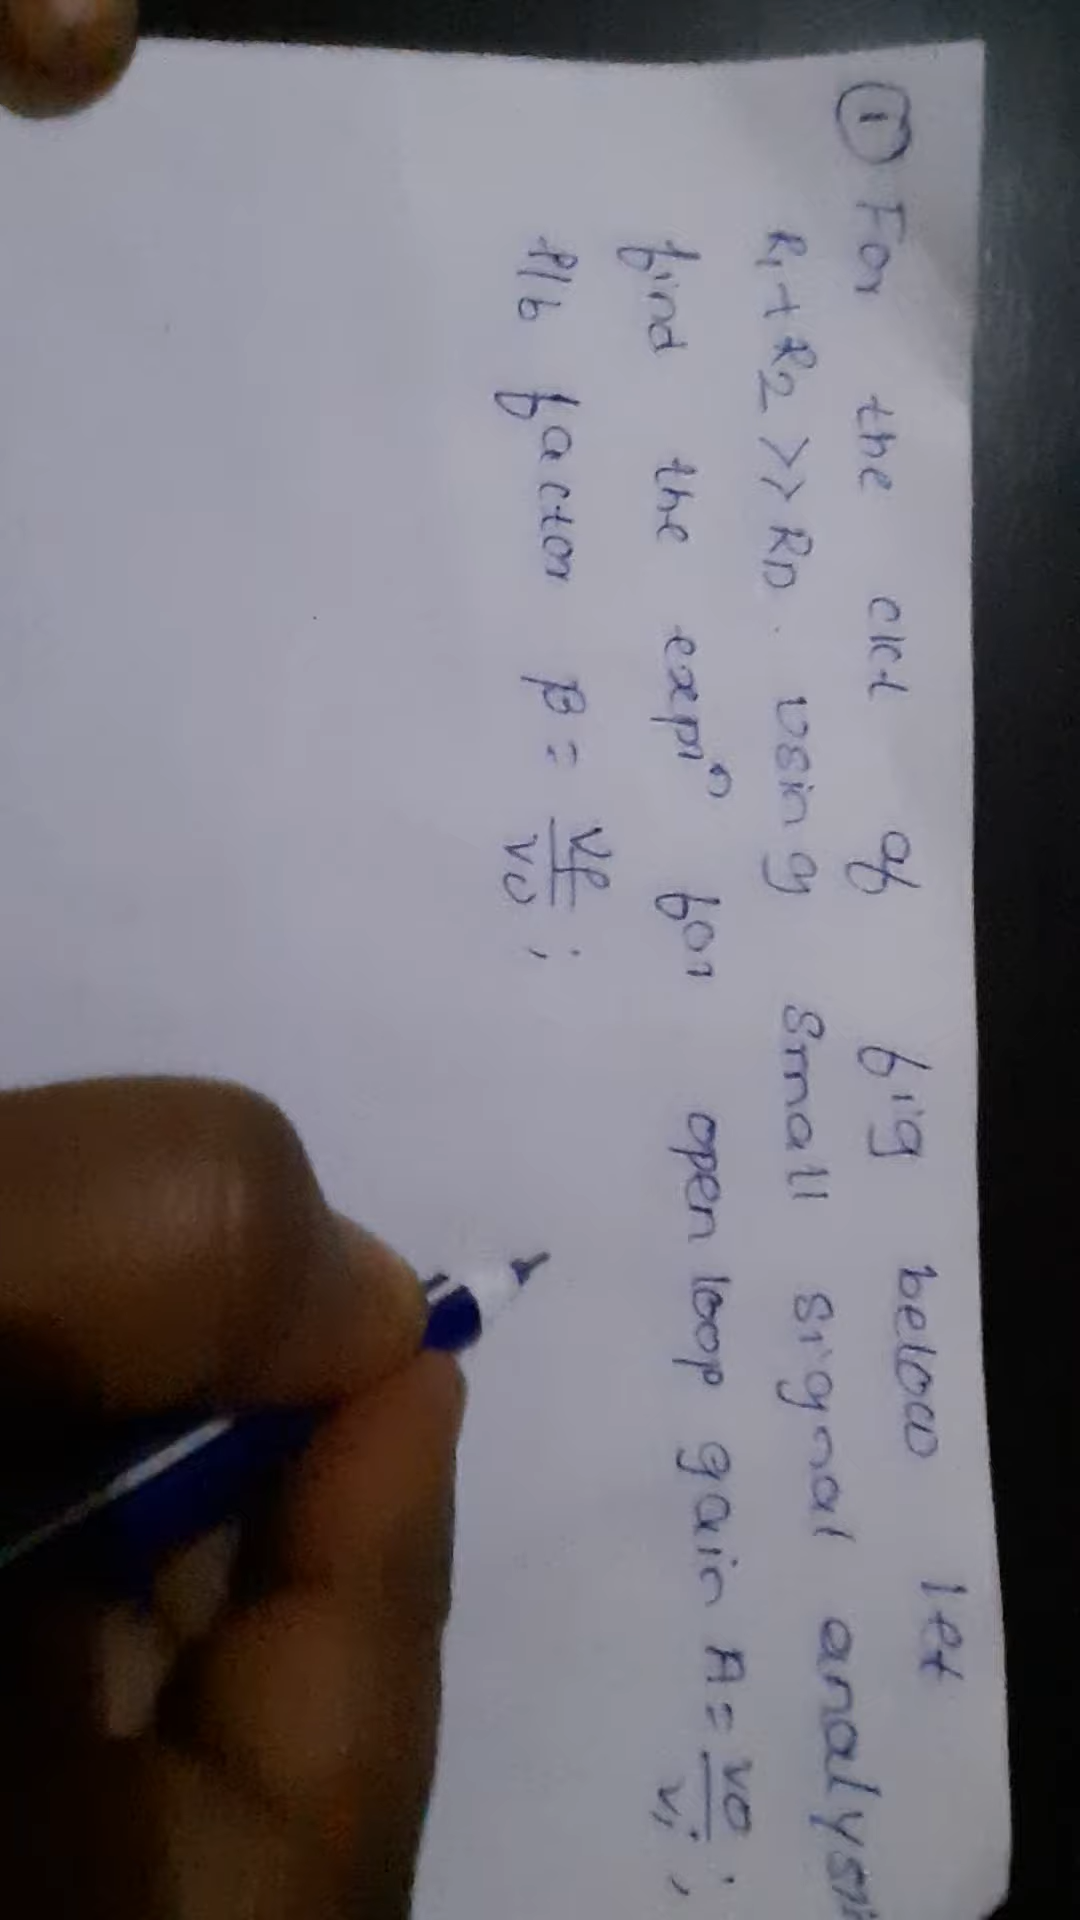 ① For the ckt of fig below let
R1+R2 >> RD. Using small signal analysis
find the expn for open loop gain A = vo/vi;
f/b factor β = vf/vo;